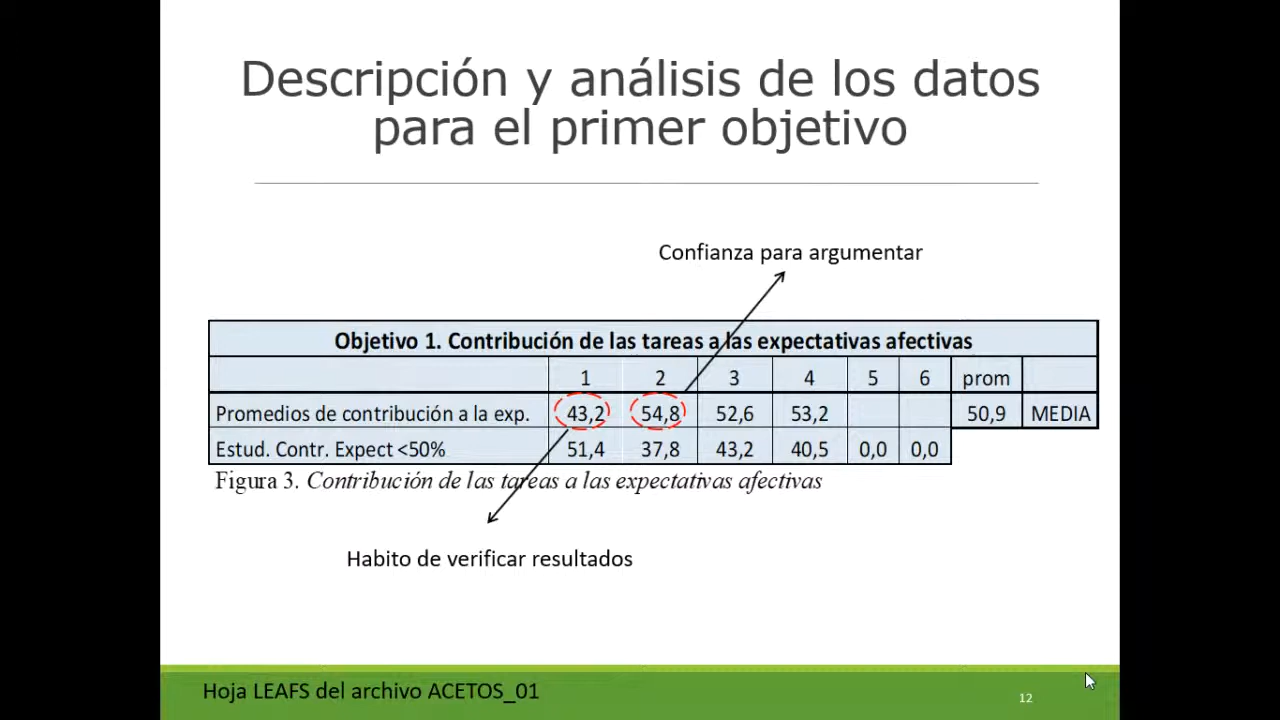 Descripción y análisis de los datos
para el primer objetivo
Confianza para argumentar
Objetivo 1. Contribución de las tareas a las expectativas afectivas
1 2 3 4 5 6 prom
Promedios de contribución a la exp. 43,2 54,8 52,6 53,2 50,9 MEDIA
Estud. Contr. Expect <50% 51,4 37,8 43,2 40,5 0,0 0,0
Figura 3. Contribución de las tareas a las expectativas afectivas
Habito de verificar resultados
Hoja LEAFS del archivo ACETOS_01
12